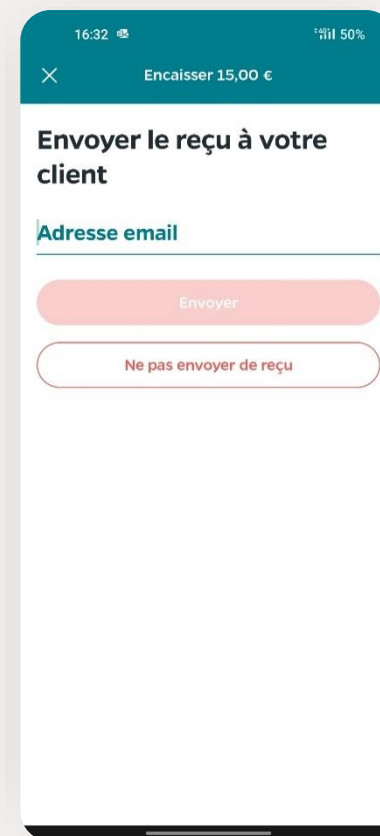 16:32
4G 50%
Encaisser 15,00 €
Envoyer le reçu à votre
client
Adresse email
Envoyer
Ne pas envoyer de reçu